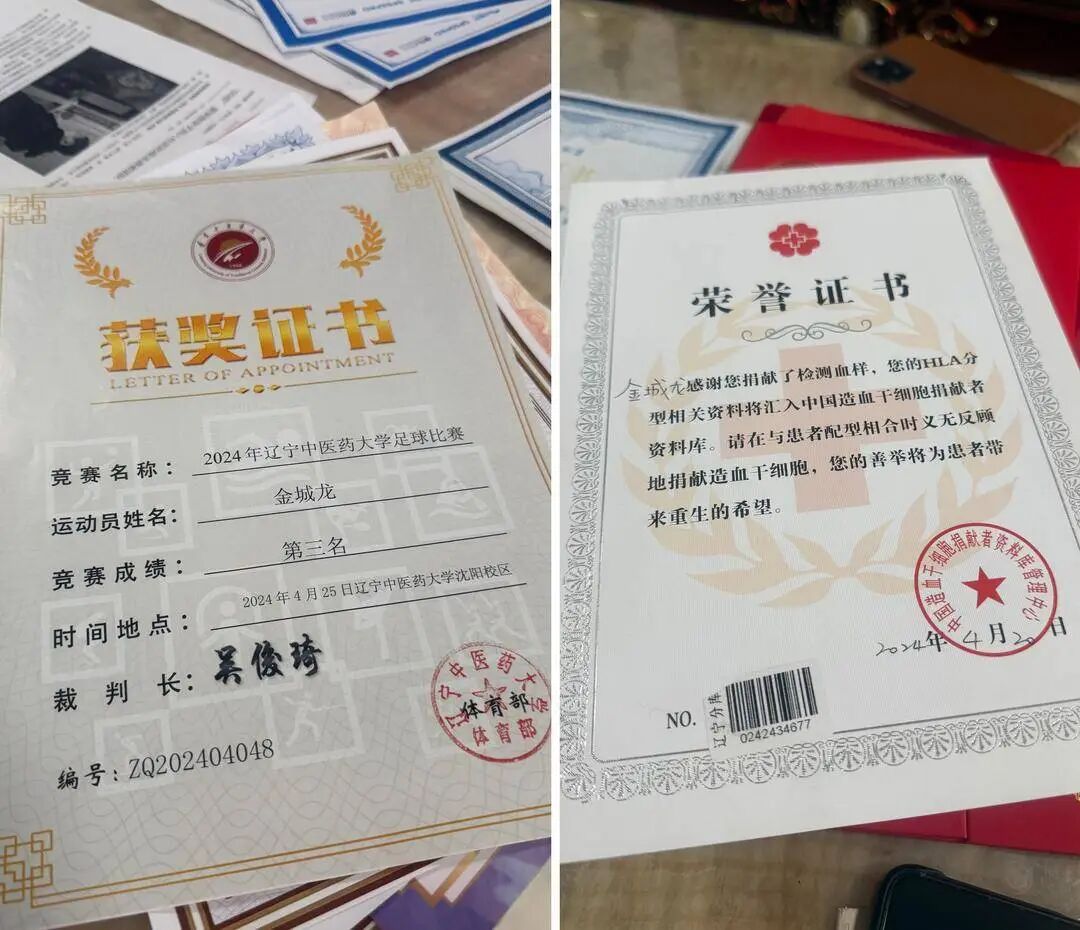 获奖证书
LETTER OF APPOINTMENT
竞赛名称：2024年辽宁中医药大学足球比赛
运动员姓名：金城龙
竞赛成绩：第三名
时间地点：2024年4月25日辽宁中医药大学沈阳校区
裁判长：吴俊琦
辽宁中医药大学
体育部
体育部
编号：ZQ202404048
荣誉证书
金城龙感谢您捐献了检测血样，您的HLA分
型相关资料将汇入中国造血干细胞捐献者
资料库。请在与患者配型相合时义无反顾
地捐献造血干细胞，您的善举将为患者带
来重生的希望。
中国造血干细胞捐献者资料库管理中心
2024年4月20日
NO.
辽宁分库
0242434677